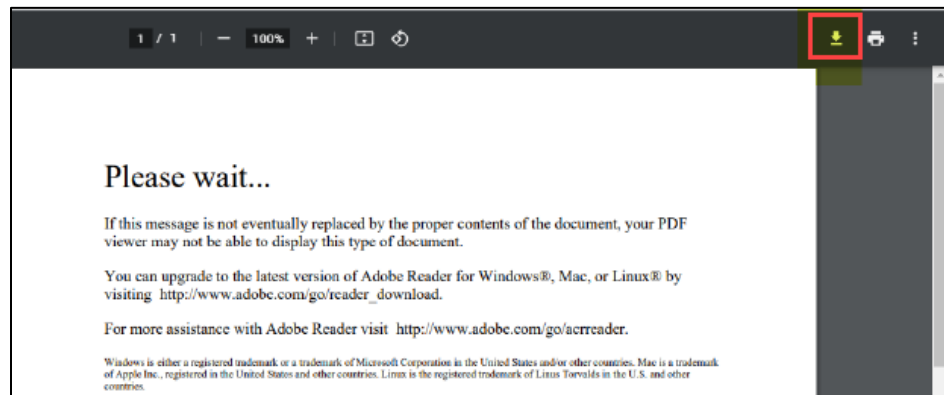 1 / 1 | − 100% + |
Please wait...
If this message is not eventually replaced by the proper contents of the document, your PDF
viewer may not be able to display this type of document.
You can upgrade to the latest version of Adobe Reader for Windows®, Mac, or Linux® by
visiting http://www.adobe.com/go/reader_download.
For more assistance with Adobe Reader visit http://www.adobe.com/go/acrreader.
Windows is either a registered trademark or a trademark of Microsoft Corporation in the United States and/or other countries. Mac is a trademark
of Apple Inc., registered in the United States and other countries. Linux is the registered trademark of Linus Torvalds in the U.S. and other
countries.